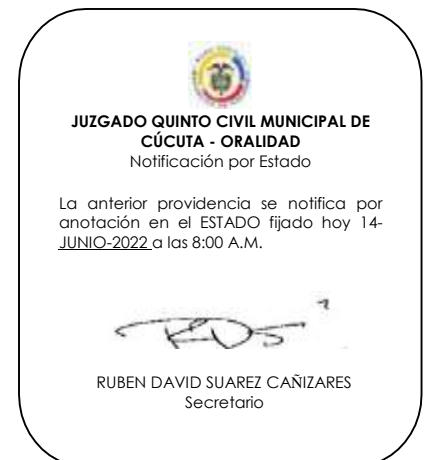 JUZGADO QUINTO CIVIL MUNICIPAL DE
CÚCUTA - ORALIDAD
Notificación por Estado
La anterior providencia se notifica por
anotación en el ESTADO fijado hoy 14-
JUNIO-2022 a las 8:00 A.M.
RDS
RUBEN DAVID SUAREZ CAÑIZARES
Secretario